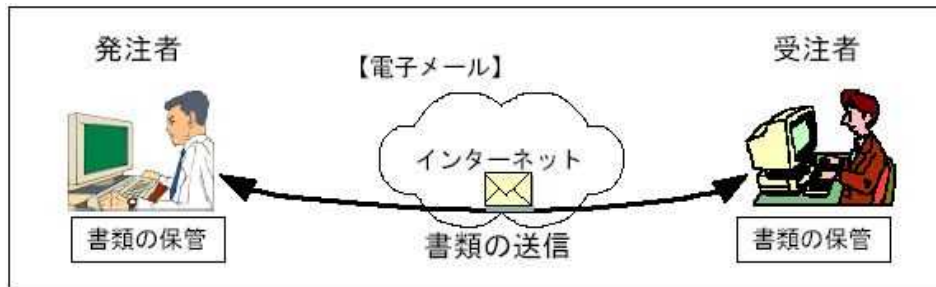 発注者
受注者
【電子メール】
インターネット
書類の送信
書類の保管
書類の保管